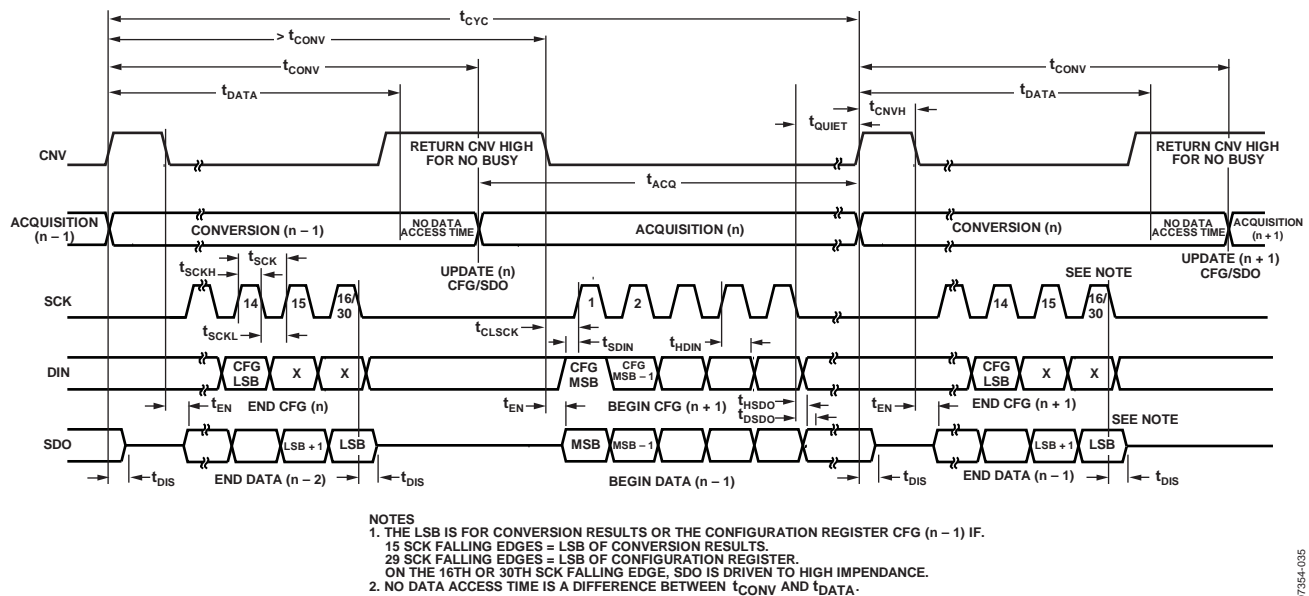 tCYC
> tCONV
tCONV
tCONV
tDATA
tDATA
tQUIET
tCNVH
CNV
RETURN CNV HIGH
FOR NO BUSY
RETURN CNV HIGH
FOR NO BUSY
tACQ
ACQUISITION
(n – 1)
CONVERSION (n – 1)
NO DATA
ACCESS TIME
ACQUISITION (n)
CONVERSION (n)
NO DATA
ACCESS TIME
ACQUISITION
(n + 1)
UPDATE (n)
CFG/SDO
UPDATE (n + 1)
CFG/SDO
tSCK
tSCKH
SEE NOTE
SCK
14
15
16/
30
1
2
14
15
16/
30
tSCKL
tCLSCK
tSDIN
tHDIN
DIN
CFG
LSB
X
X
CFG
MSB
CFG
MSB – 1
CFG
LSB
X
X
tEN
END CFG (n)
tEN
BEGIN CFG (n + 1)
tHSDO
tDSDO
tEN
END CFG (n + 1)
SEE NOTE
SDO
LSB + 1
LSB
MSB
MSB – 1
LSB + 1
LSB
tDIS
END DATA (n – 2)
tDIS
BEGIN DATA (n – 1)
tDIS
END DATA (n – 1)
tDIS
NOTES
1. THE LSB IS FOR CONVERSION RESULTS OR THE CONFIGURATION REGISTER CFG (n – 1) IF.
15 SCK FALLING EDGES = LSB OF CONVERSION RESULTS.
29 SCK FALLING EDGES = LSB OF CONFIGURATION REGISTER.
ON THE 16TH OR 30TH SCK FALLING EDGE, SDO IS DRIVEN TO HIGH IMPENDANCE.
2. NO DATA ACCESS TIME IS A DIFFERENCE BETWEEN tCONV AND tDATA.
07354-035